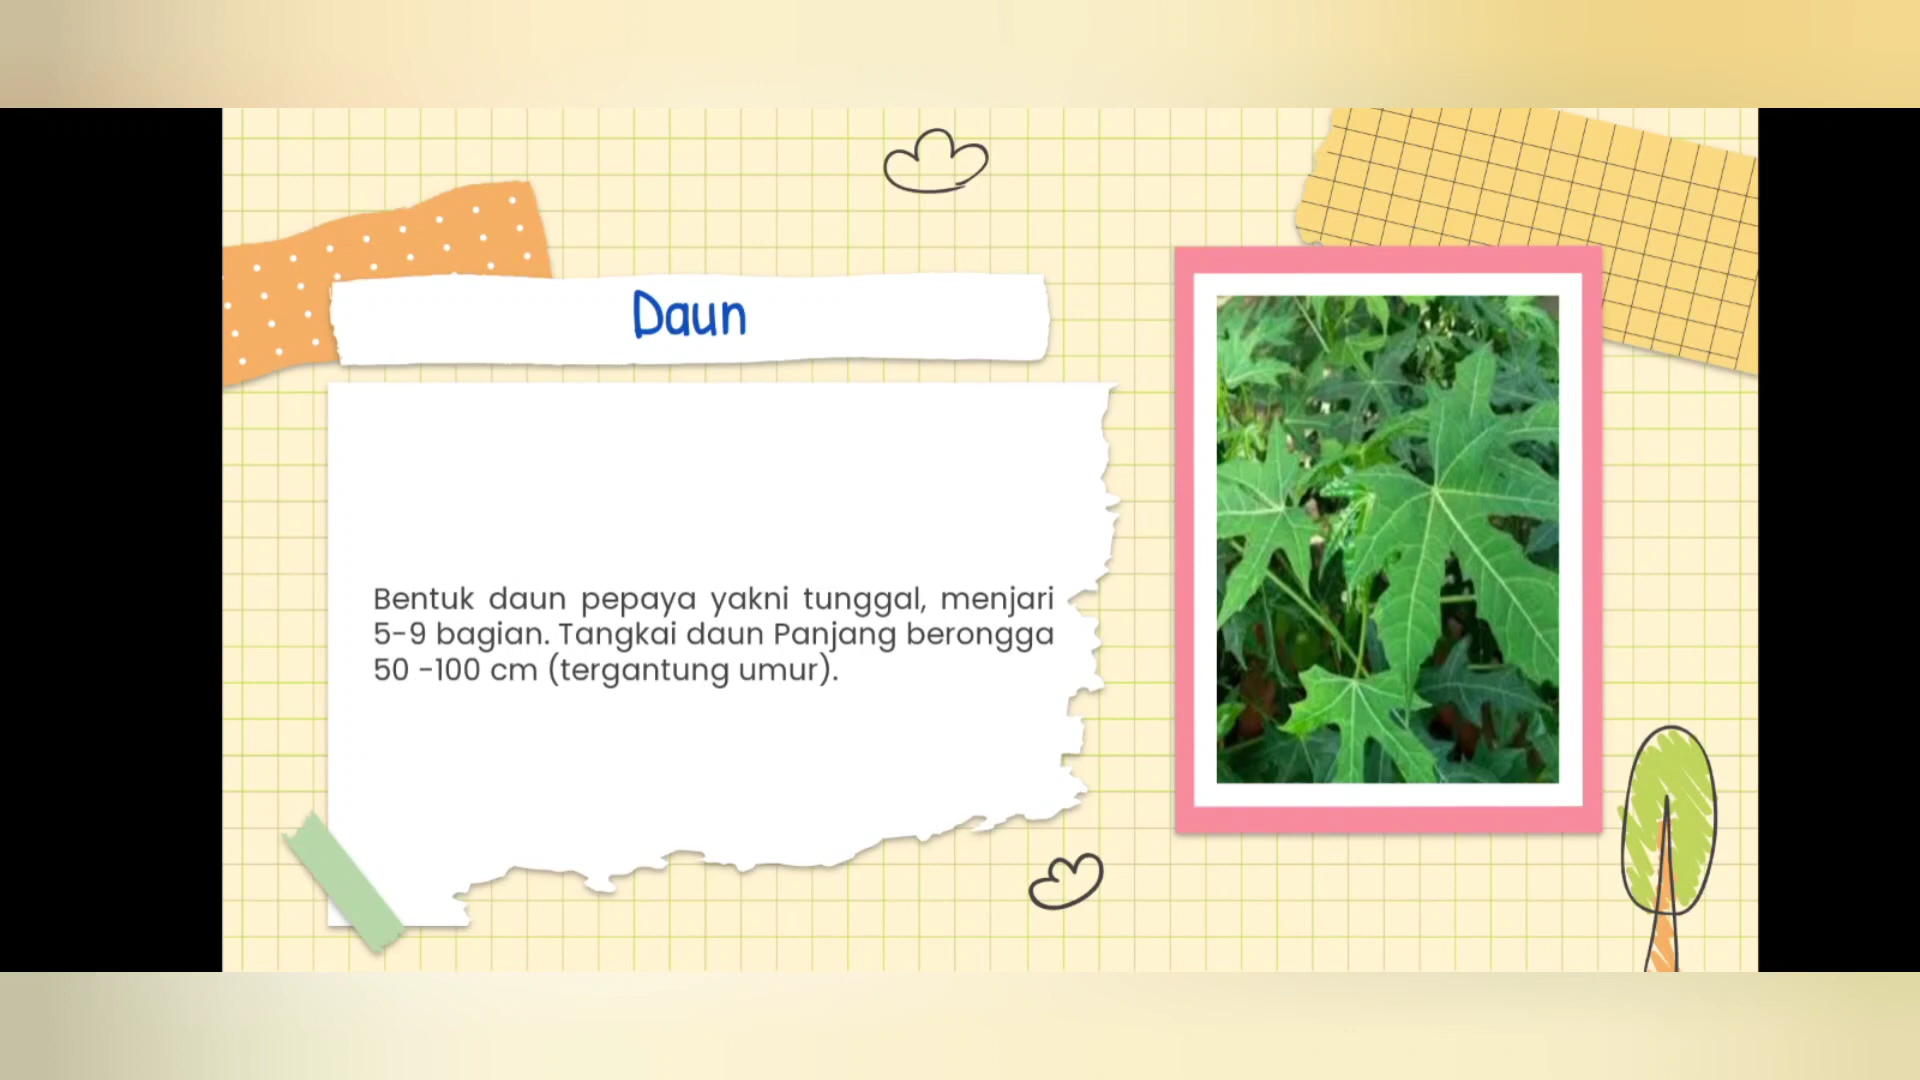 Daun
Bentuk daun pepaya yakni tunggal, menjari
5-9 bagian. Tangkai daun Panjang berongga
50 -100 cm (tergantung umur).